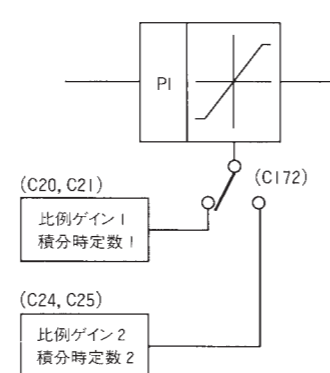 PI
(C172)
(C20, C21)
比例ゲイン1
積分時定数1
(C24, C25)
比例ゲイン2
積分時定数2